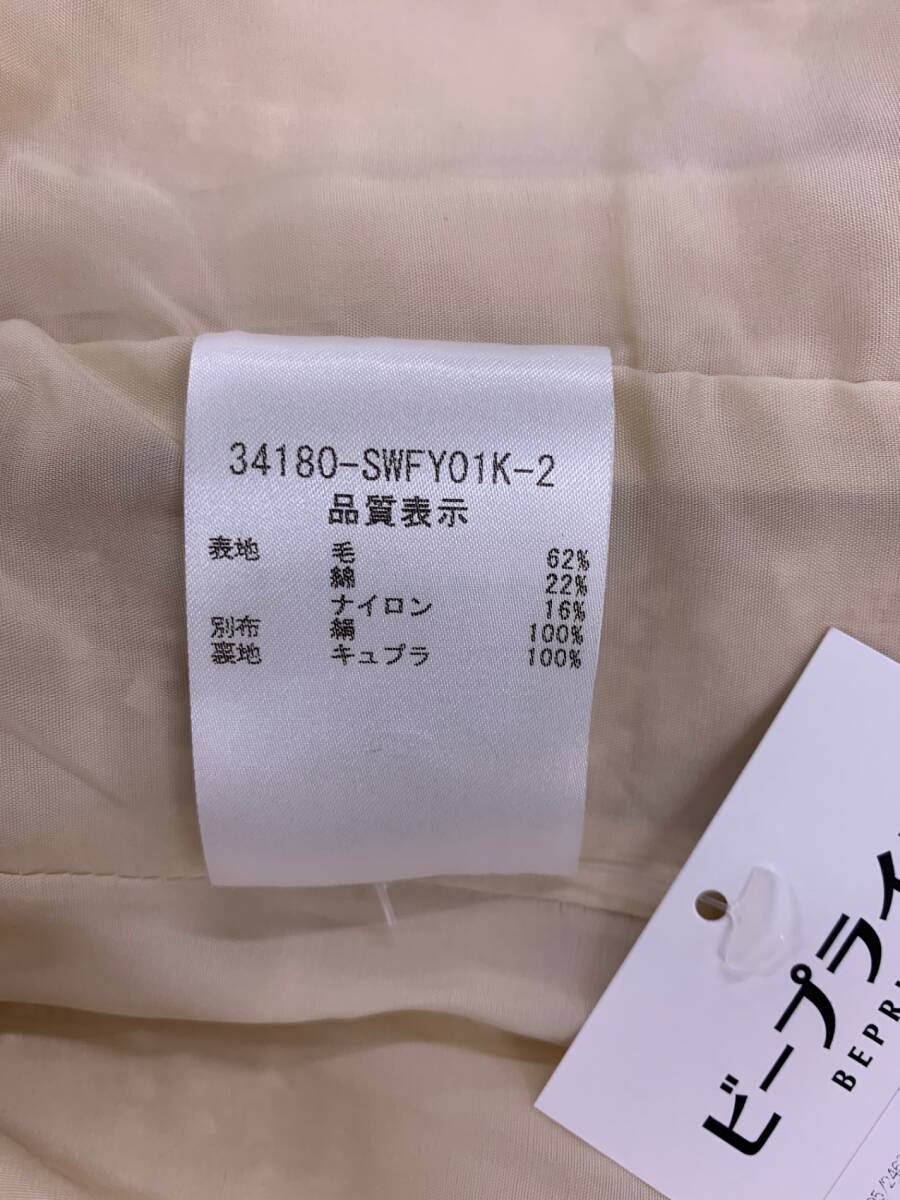 34180-SWFY01K-2
品質表示
表地 毛 62%
綿 22%
ナイロン 16%
別布 絹 100%
裏地 キュプラ 100%
ビープライ
BEPR